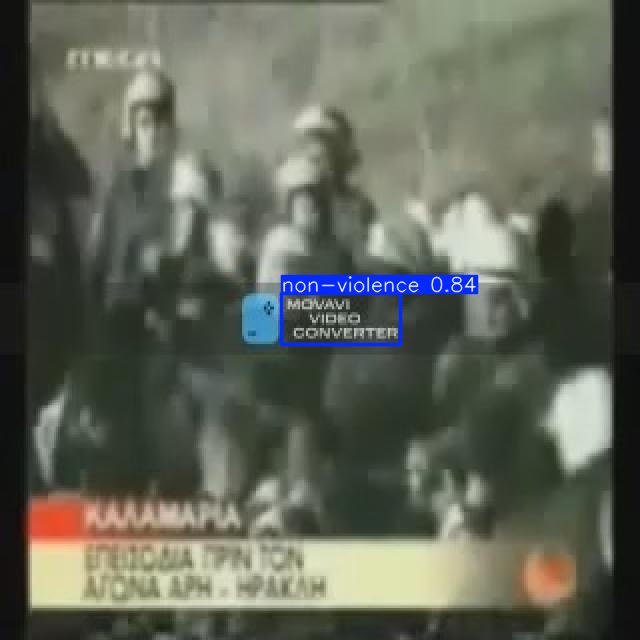 non-violence 0.84
MOVAVI
VIDEO
CONVERTER
ΚΑΛΑΜΑΡΙΑ
ΕΠΕΙΣΟΔΙΑ ΠΡΙΝ ΤΟΝ
ΑΓΩΝΑ ΑΡΗ - ΗΡΑΚΛΗ